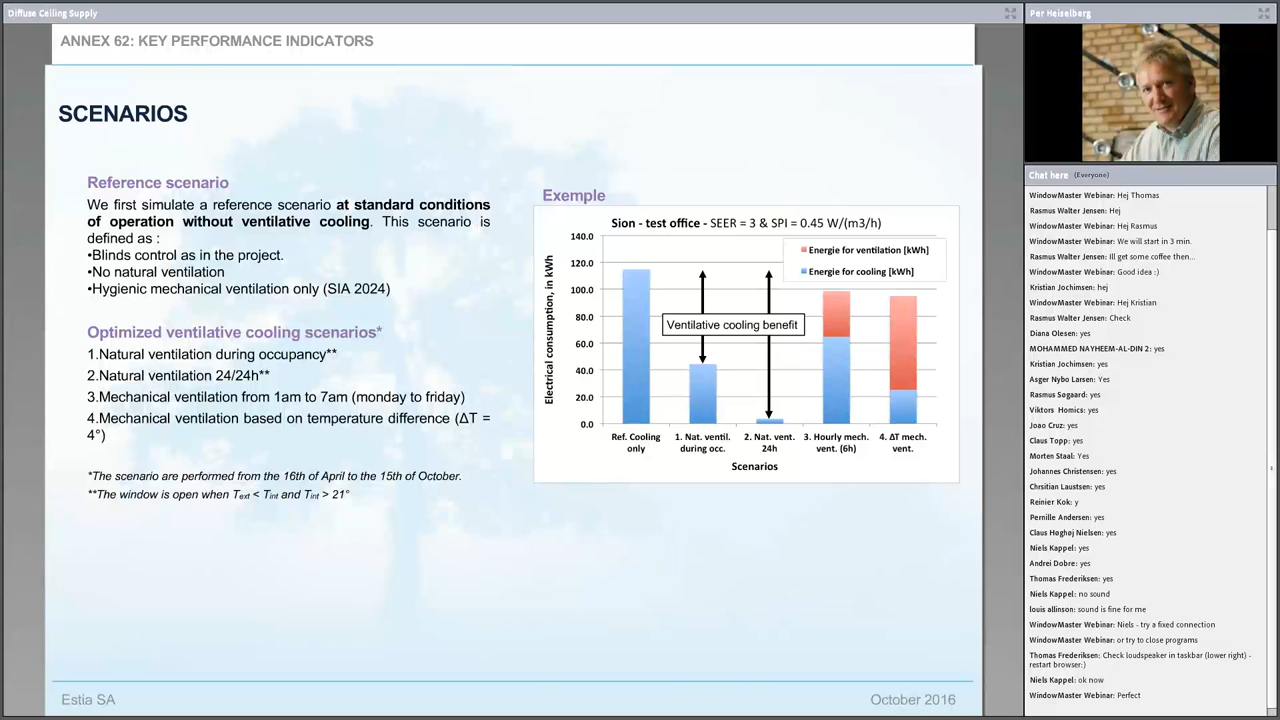 Diffuse Ceiling Supply
ANNEX 62: KEY PERFORMANCE INDICATORS
SCENARIOS
Reference scenario
We first simulate a reference scenario at standard conditions
of operation without ventilative cooling. This scenario is
defined as :
•Blinds control as in the project.
•No natural ventilation
•Hygienic mechanical ventilation only (SIA 2024)
Optimized ventilative cooling scenarios*
1.Natural ventilation during occupancy**
2.Natural ventilation 24/24h**
3.Mechanical ventilation from 1am to 7am (monday to friday)
4.Mechanical ventilation based on temperature difference (ΔT =
4°)
*The scenario are performed from the 16th of April to the 15th of October.
**The window is open when Text < Tint and Tint > 21°
Exemple
Sion - test office - SEER = 3 & SPI = 0.45 W/(m3/h)
Energie for ventilation [kWh]
Energie for cooling [kWh]
Electrical consumption, in kWh
140.0
120.0
100.0
80.0
60.0
40.0
20.0
0.0
Ventilative cooling benefit
Ref. Cooling
only
1. Nat. ventil.
during occ.
2. Nat. vent.
24h
3. Hourly mech.
vent. (6h)
4. ΔT mech.
vent.
Scenarios
Estia SA
October 2016
Per Heiselberg
Chat here (Everyone)
WindowMaster Webinar: Hej Thomas
Rasmus Walter Jensen: Hej
WindowMaster Webinar: Hej Rasmus
WindowMaster Webinar: We will start in 3 min.
Rasmus Walter Jensen: Ill get some coffee then...
WindowMaster Webinar: Good idea :)
Kristian Jochimsen: hej
WindowMaster Webinar: Hej Kristian
Rasmus Walter Jensen: Check
Diana Olesen: yes
MOHAMMED NAYHEEM-AL-DIN 2: yes
Kristian Jochimsen: yes
Asger Nybo Larsen: Yes
Rasmus Søgaard: yes
Viktors Homics: yes
Joao Cruz: yes
Claus Topp: yes
Morten Staal: Yes
Johannes Christensen: yes
Chrsitian Laustsen: yes
Reinier Kok: y
Pernille Andersen: yes
Claus Høghøj Nielsen: yes
Niels Kappel: yes
Andrei Dobre: yes
Thomas Frederiksen: yes
Niels Kappel: no sound
louis allinson: sound is fine for me
WindowMaster Webinar: Niels - try a fixed connection
WindowMaster Webinar: or try to close programs
Thomas Frederiksen: Check loudspeaker in taskbar (lower right) -
restart browser:)
Niels Kappel: ok now
WindowMaster Webinar: Perfect